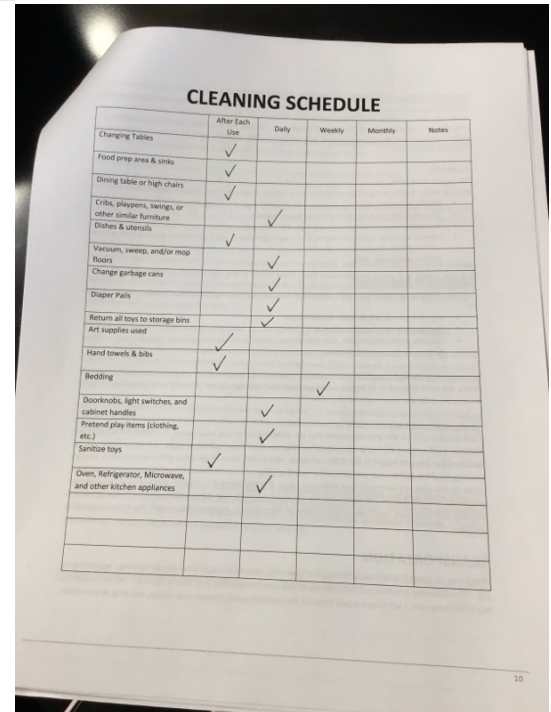 CLEANING SCHEDULE
After Each
Use
Daily
Weekly
Monthly
Notes
Changing Tables
✓
Food prep area & sinks
✓
Dining table or high chairs
✓
Cribs, playpens, swings, or
other similar furniture
✓
Dishes & utensils
✓
Vacuum, sweep, and/or mop
floors
✓
Change garbage cans
✓
Diaper Pails
✓
Return all toys to storage bins
✓
Art supplies used
✓
Hand towels & bibs
✓
Bedding
✓
Doorknobs, light switches, and
cabinet handles
✓
Pretend play items (clothing,
etc.)
✓
Sanitize toys
✓
Oven, Refrigerator, Microwave,
and other kitchen appliances
✓
10